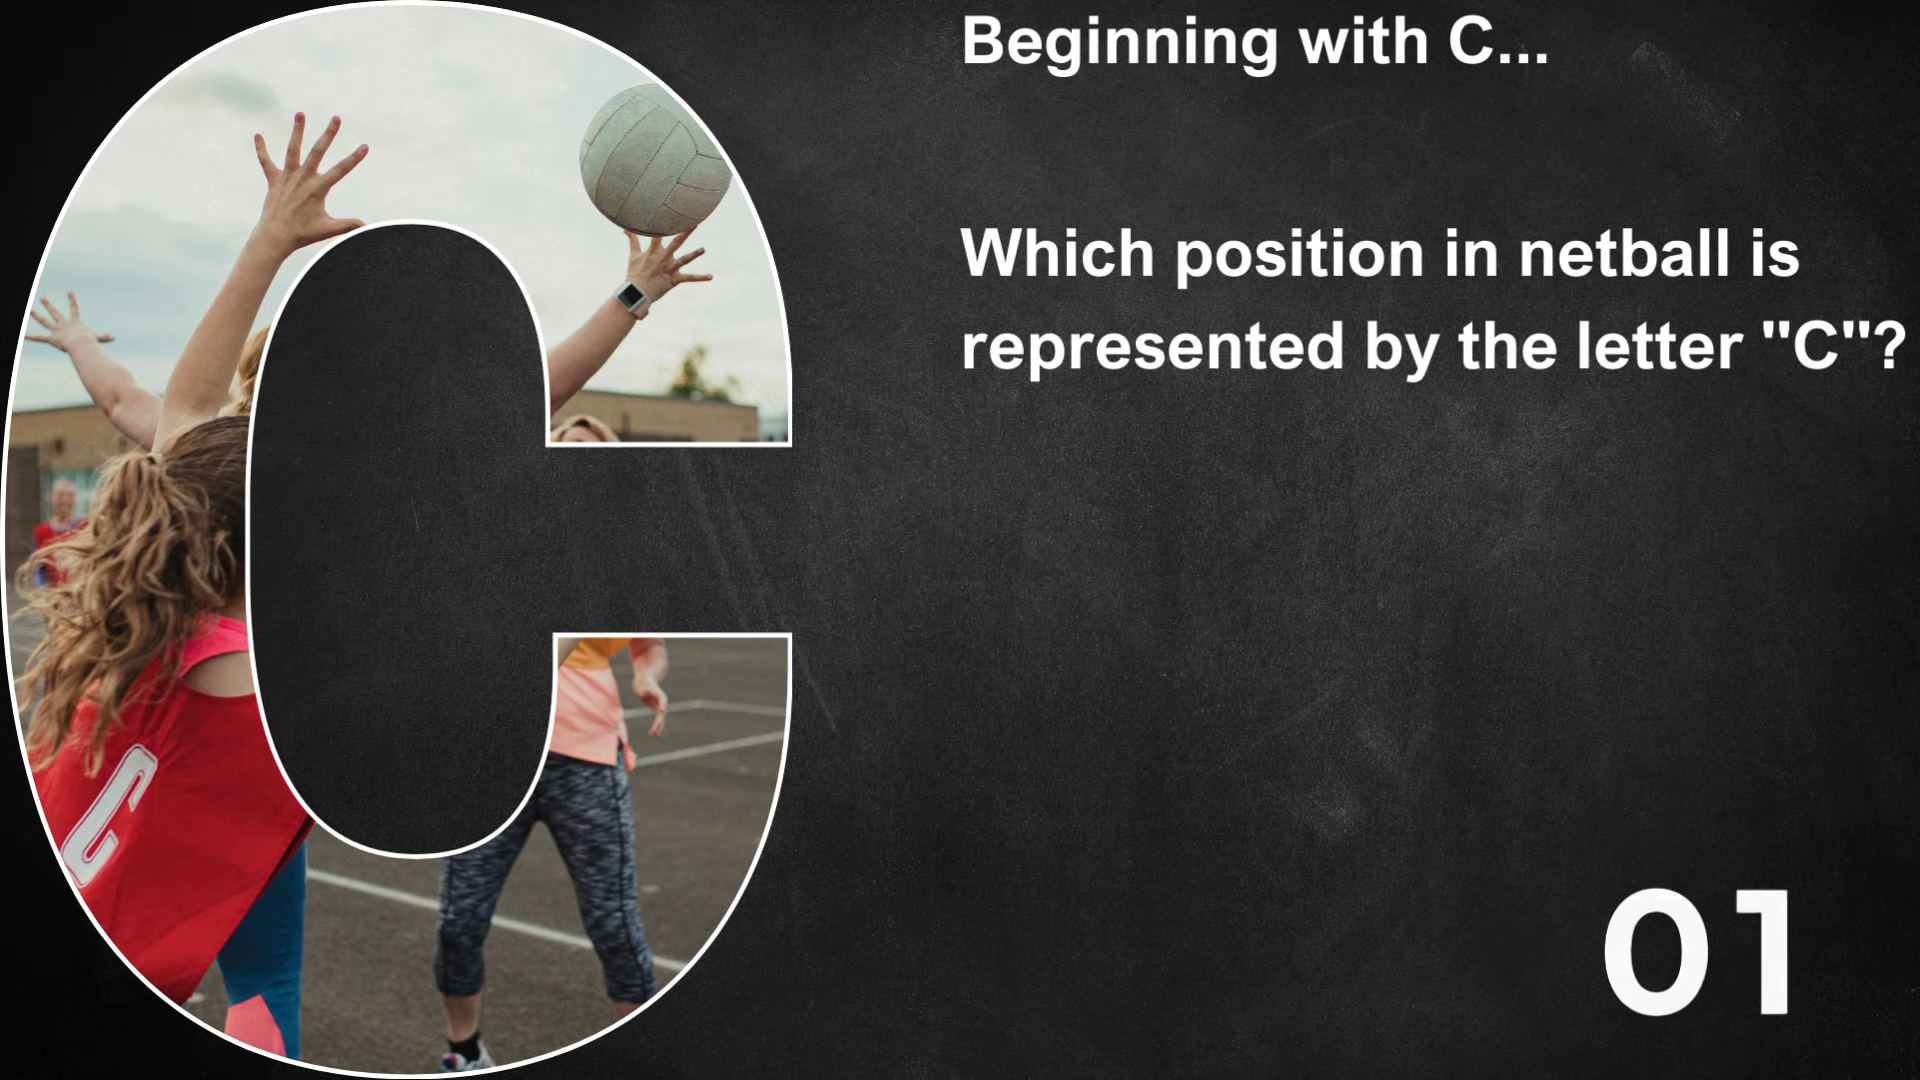 Beginning with C...
Which position in netball is
represented by the letter "C"?
C
01